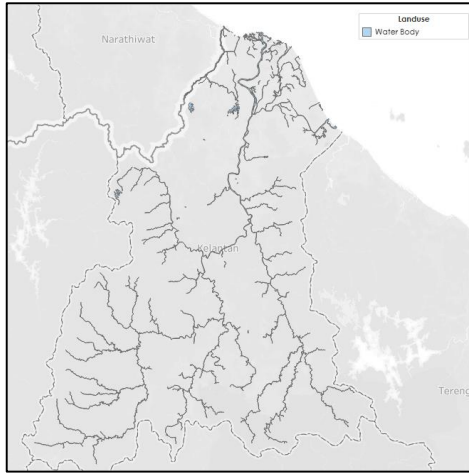 Landuse
Water Body
Narathiwat
Kelantan
Tereng